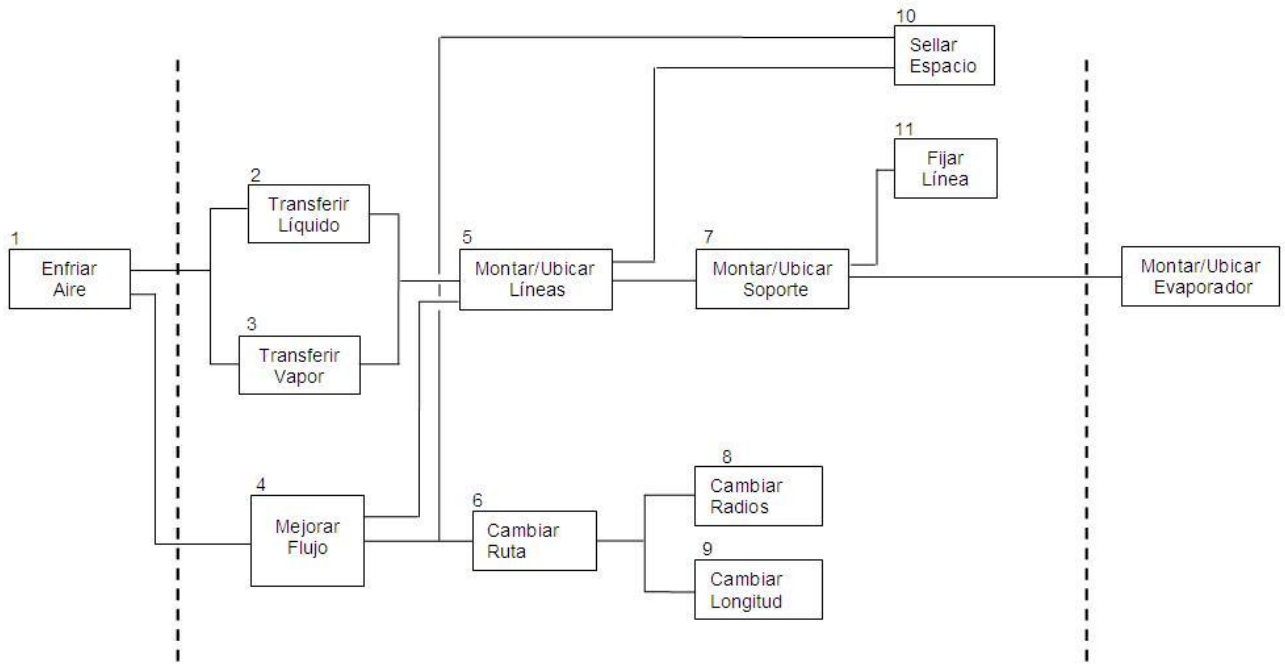 1
Enfriar
Aire
2
Transferir
Líquido
3
Transferir
Vapor
4
Mejorar
Flujo
5
Montar/Ubicar
Líneas
6
Cambiar
Ruta
7
Montar/Ubicar
Soporte
8
Cambiar
Radios
9
Cambiar
Longitud
10
Sellar
Espacio
11
Fijar
Línea
Montar/Ubicar
Evaporador